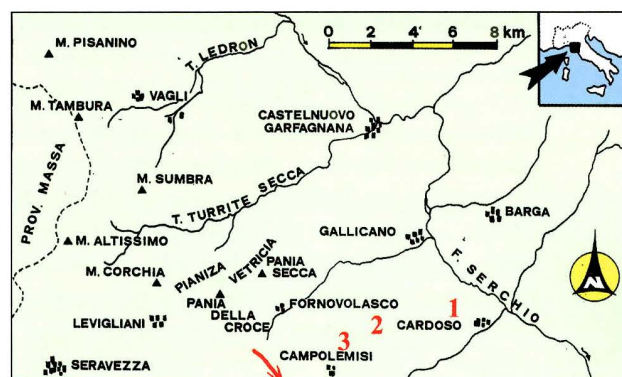 M. PISANINO
T. LEDRON
0 2 4' 6 8 km
VAGLI
M. TAMBURA
CASTELNUOVO
GARFAGNANA
PROV. MASSA
M. SUMBRA
T. TURRITE SECCA
BARGA
GALLICANO
M. ALTISSIMO
F. SERCHIO
M. CORCHIA
PIANIZA
VETRICIA
PANIA
SECCA
PANIA
DELLA
CROCE
FORNOVOLASCO
1
2
CARDOSO
LEVIGLIANI
3
CAMPOLEMISI
SERAVEZZA